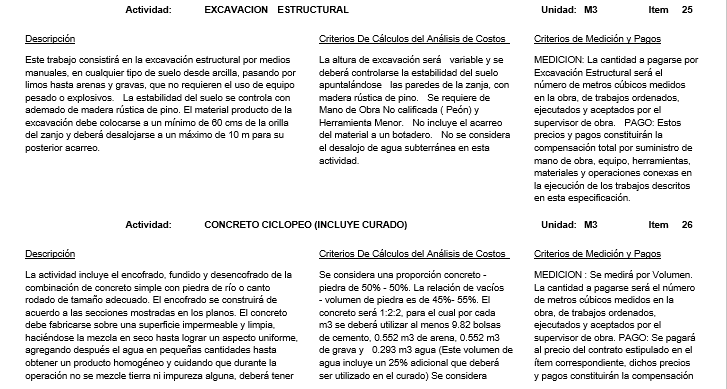 Actividad: EXCAVACION ESTRUCTURAL Unidad: M3 Item 25
Descripción
Este trabajo consistirá en la excavación estructural por medios
manuales, en cualquier tipo de suelo desde arcilla, pasando por
limos hasta arenas y gravas, que no requieren el uso de equipo
pesado o explosivos. La estabilidad del suelo se controla con
ademado de madera rústica de pino. El material producto de la
excavación debe colocarse a un mínimo de 60 cms de la orilla
del zanjo y deberá desalojarse a un máximo de 10 m para su
posterior acarreo.
Criterios De Cálculos del Análisis de Costos
La altura de excavación será variable y se
deberá controlarse la estabilidad del suelo
apuntalándose las paredes de la zanja, con
madera rústica de pino. Se requiere de
Mano de Obra No calificada ( Peón) y
Herramienta Menor. No incluye el acarreo
del material a un botadero. No se considera
el desalojo de agua subterránea en esta
actividad.
Criterios de Medición y Pagos
MEDICION: La cantidad a pagarse por
Excavación Estructural será el
número de metros cúbicos medidos
en la obra, de trabajos ordenados,
ejecutados y aceptados por el
supervisor de obra. PAGO: Estos
precios y pagos constituirán la
compensación total por suministro de
mano de obra, equipo, herramientas,
materiales y operaciones conexas en
la ejecución de los trabajos descritos
en esta especificación.
Actividad: CONCRETO CICLOPEO (INCLUYE CURADO) Unidad: M3 Item 26
Descripción
La actividad incluye el encofrado, fundido y desencofrado de la
combinación de concreto simple con piedra de río o canto
rodado de tamaño adecuado. El encofrado se construirá de
acuerdo a las secciones mostradas en los planos. El concreto
debe fabricarse sobre una superficie impermeable y limpia,
haciéndose la mezcla en seco hasta lograr un aspecto uniforme,
agregando después el agua en pequeñas cantidades hasta
obtener un producto homogéneo y cuidando que durante la
operación no se mezcle tierra ni impureza alguna, deberá tener
Criterios De Cálculos del Análisis de Costos
Se considera una proporción concreto -
piedra de 50% - 50%. La relación de vacíos
- volumen de piedra es de 45%- 55%. El
concreto será 1:2:2, para el cual por cada
m3 se deberá utilizar al menos 9.82 bolsas
de cemento, 0.552 m3 de arena, 0.552 m3
de grava y 0.293 m3 agua (Este volumen de
agua incluye un 25% adicional que deberá
ser utilizado en el curado) Se considera
Criterios de Medición y Pagos
MEDICION : Se medirá por Volumen.
La cantidad a pagarse será el número
de metros cúbicos medidos en la
obra, de trabajos ordenados,
ejecutados y aceptados por el
supervisor de obra. PAGO: Se pagará
al precio del contrato estipulado en el
ítem correspondiente, dichos precios
y pagos constituirán la compensación